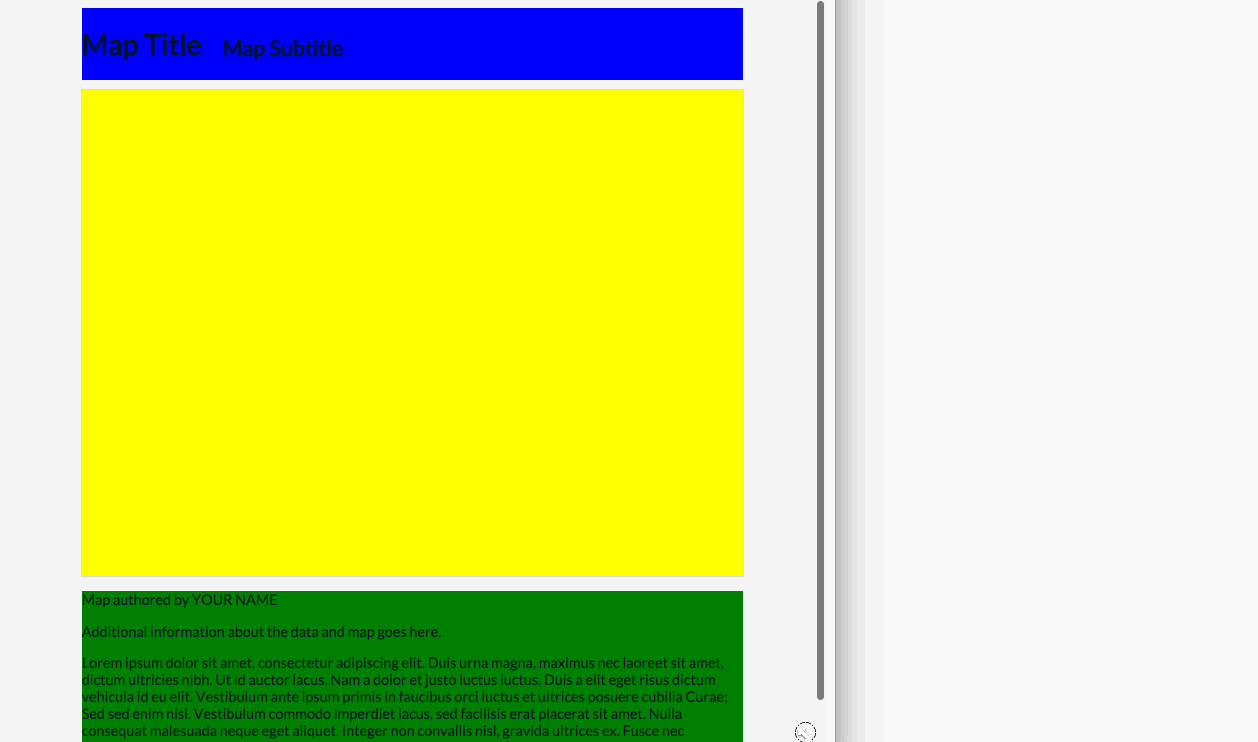 Map Title Map Subtitle
Map authored by YOUR NAME
Additional information about the data and map goes here.
Lorem ipsum dolor sit amet, consectetur adipiscing elit. Duis urna magna, maximus nec laoreet sit amet,
dictum ultricies nibh. Ut id auctor lacus. Nam a dolor et justo luctus luctus. Duis a elit eget risus dictum
vehicula id eu elit. Vestibulum ante ipsum primis in faucibus orci luctus et ultrices posuere cubilia Curae;
Sed sed enim nisl. Vestibulum commodo imperdiet lacus, sed facilisis erat placerat sit amet. Nulla
consequat malesuada neque eget aliquet. Integer non convallis nisl, gravida ultrices ex. Fusce nec